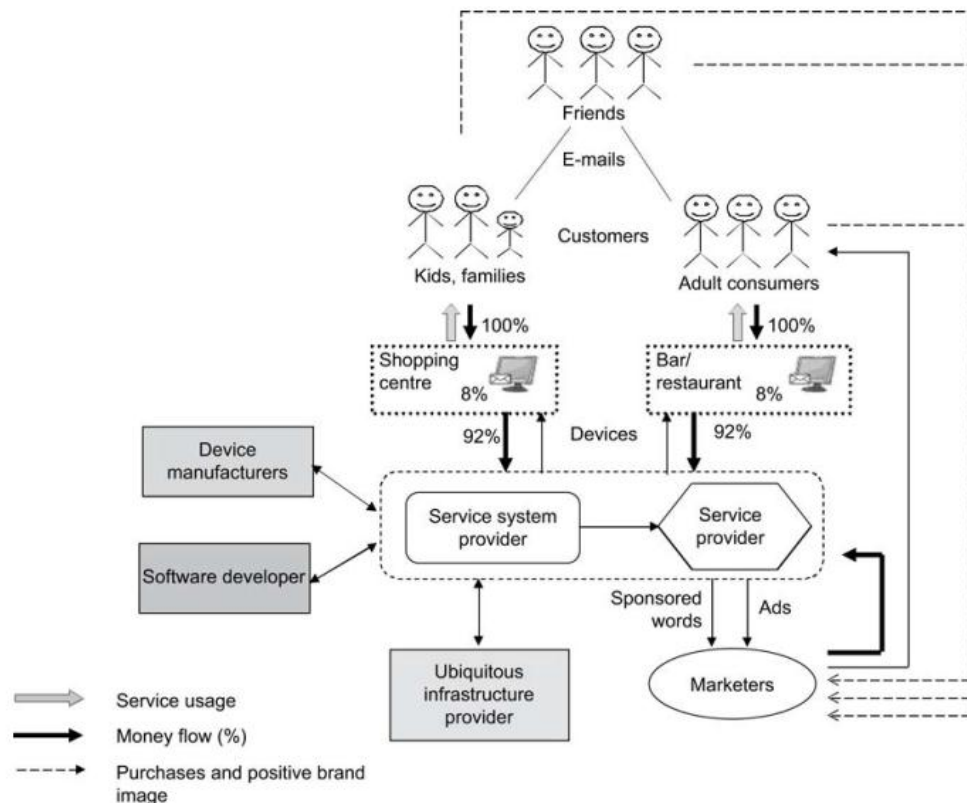 Friends
E-mails
Customers
Kids, families
Adult consumers
100%
100%
Shopping
centre
8%
Bar/
restaurant
8%
92%
Devices
92%
Device
manufacturers
Service system
provider
Service
provider
Software developer
Sponsored
words
Ads
Ubiquitous
infrastructure
provider
Marketers
Service usage
Money flow (%)
Purchases and positive brand
image